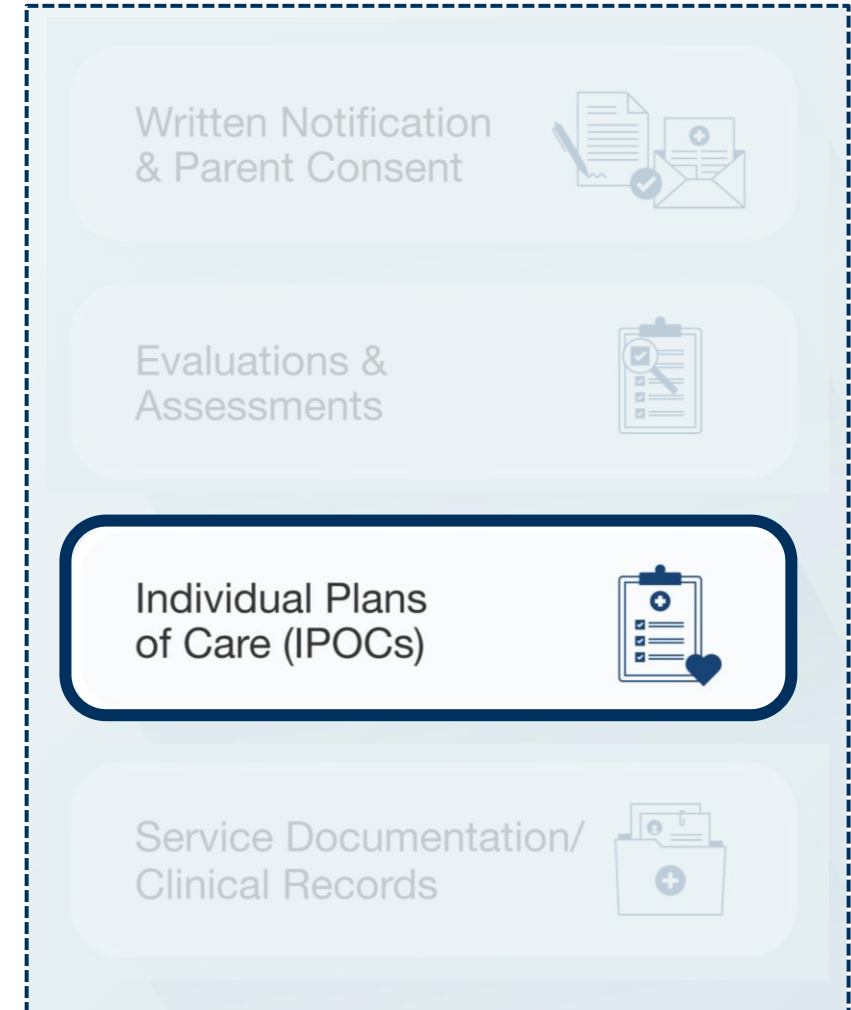 Written Notification
& Parent Consent
Evaluations &
Assessments
Individual Plans
of Care (IPOCs)
Service Documentation/
Clinical Records